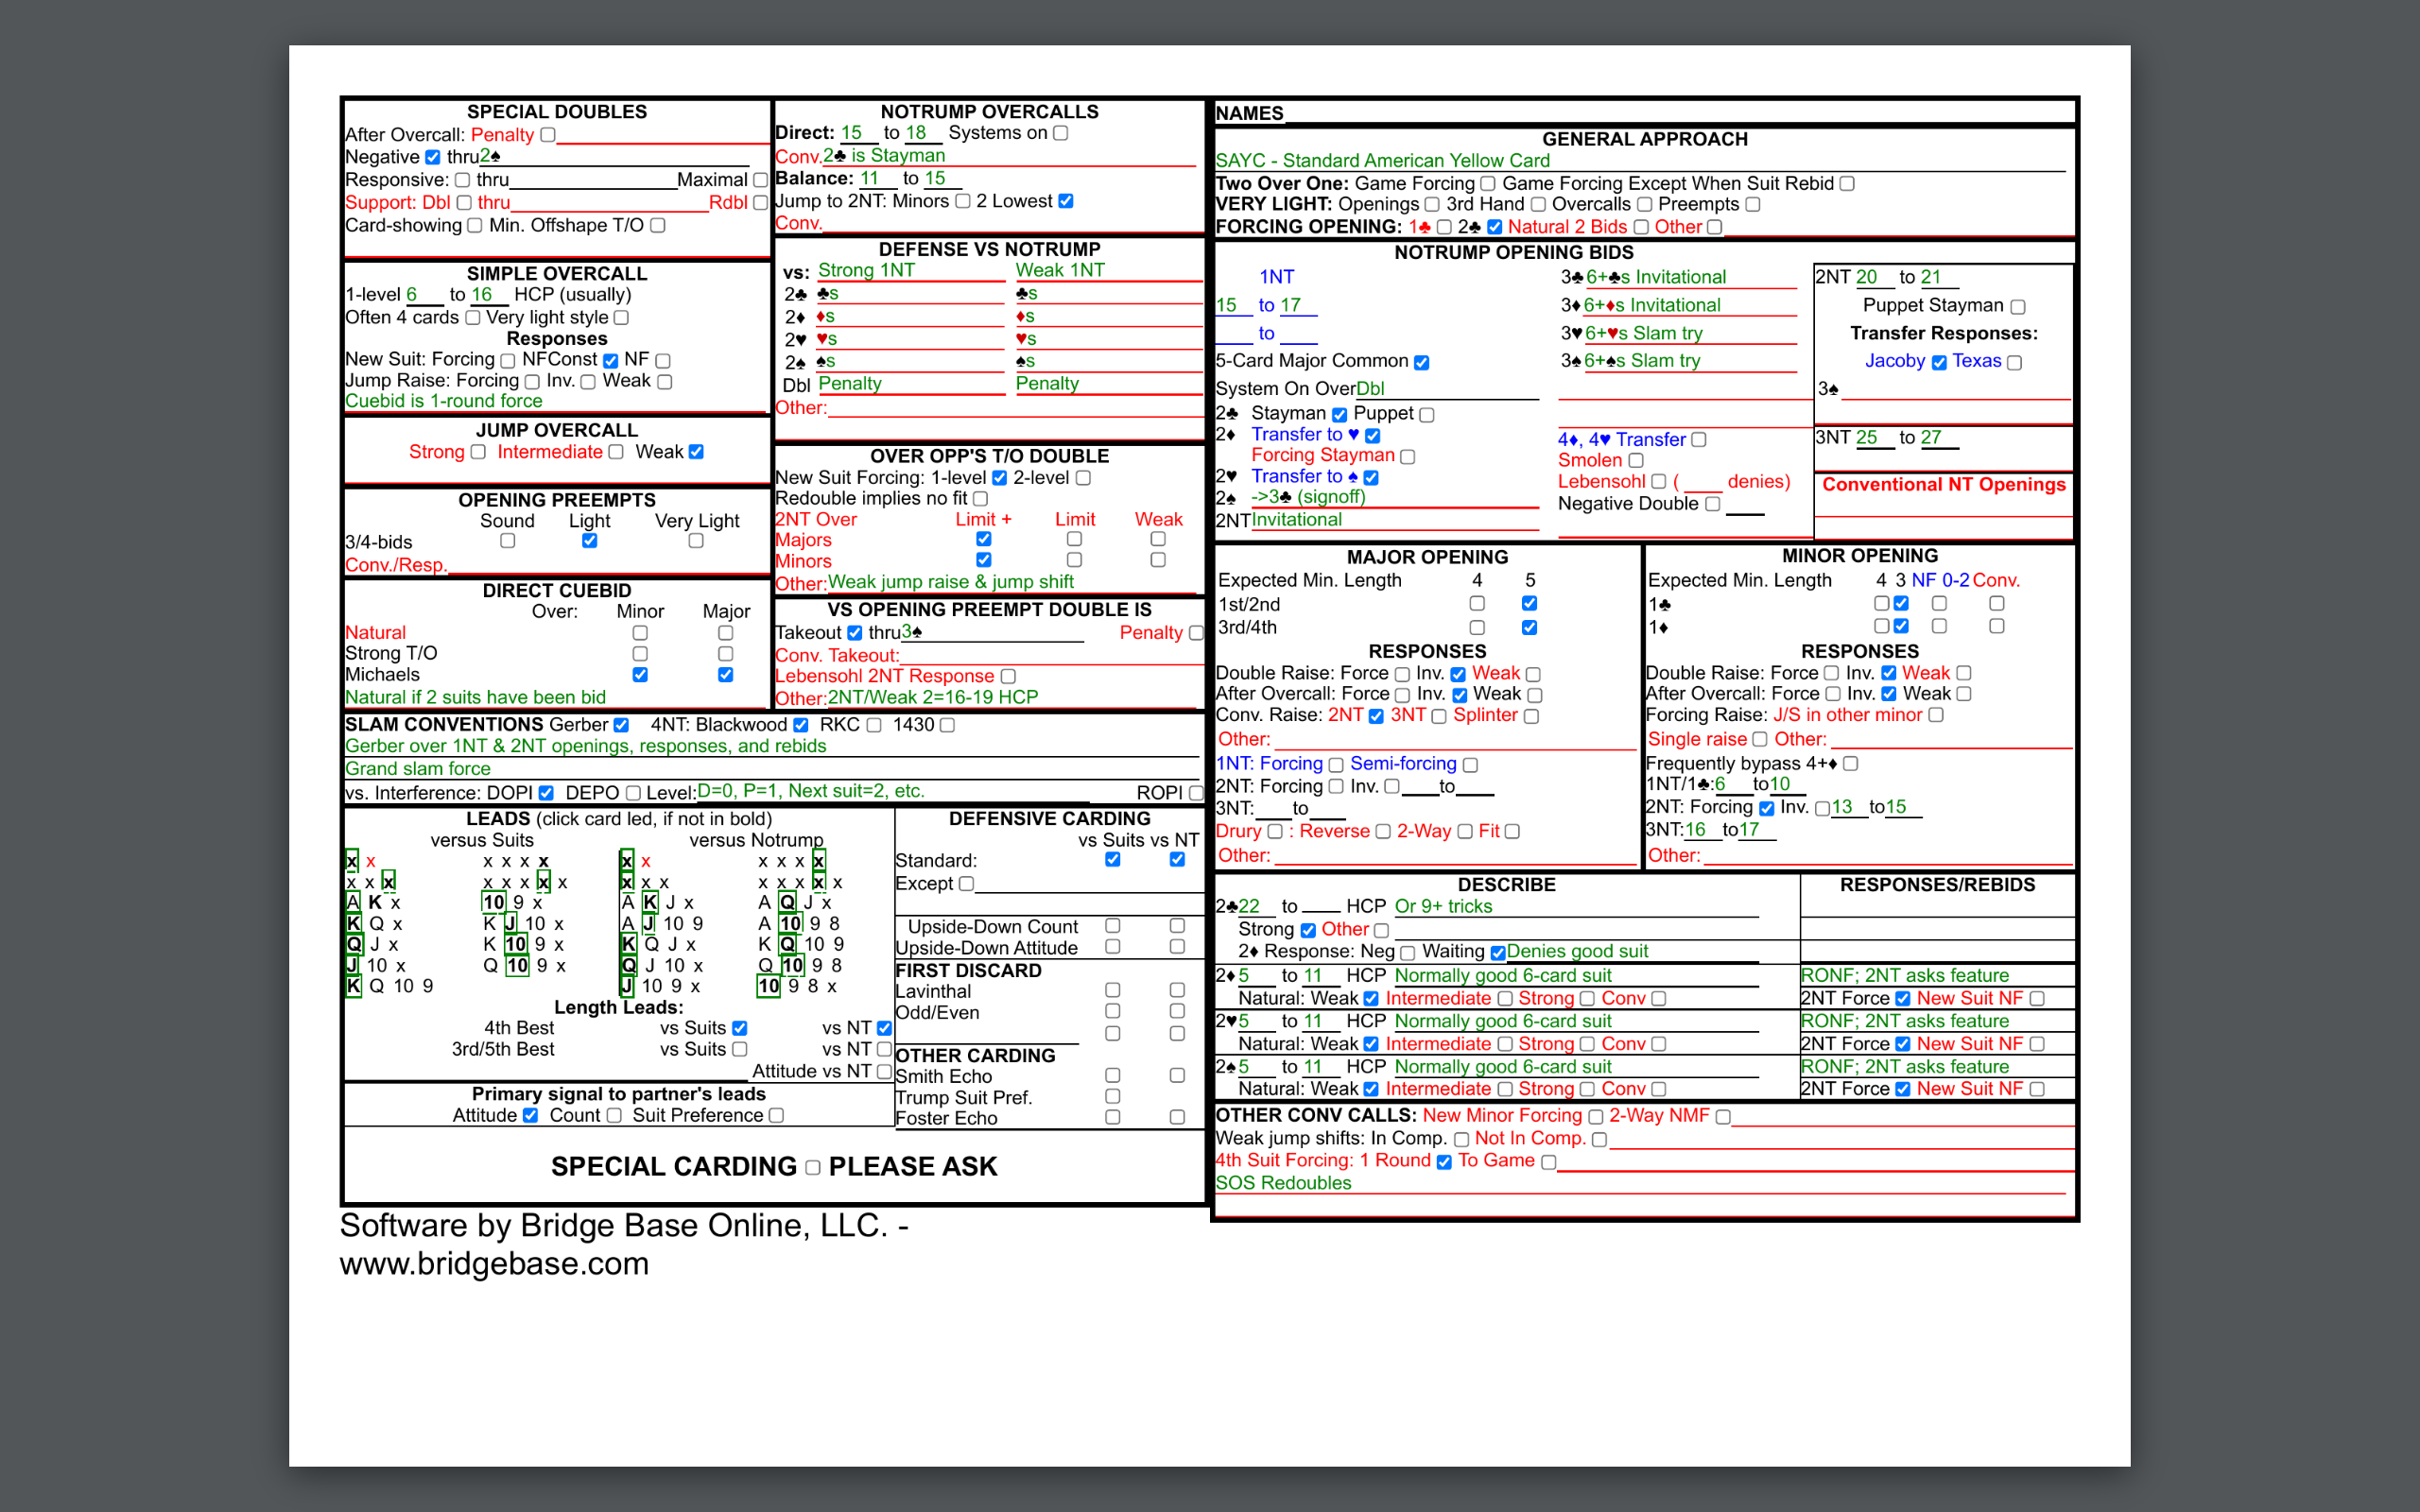 SPECIAL DOUBLES
After Overcall: Penalty
Negative thru 2♠
Responsive: thru Maximal
Support: Dbl thru Rdbl
Card-showing Min. Offshape T/O
SIMPLE OVERCALL
1-level 6 to 16 HCP (usually)
Often 4 cards Very light style
Responses
New Suit: Forcing NFConst NF
Jump Raise: Forcing Inv. Weak
Cuebid is 1-round force
JUMP OVERCALL
Strong Intermediate Weak
OPENING PREEMPTS
Sound Light Very Light
3/4-bids
Conv./Resp.
DIRECT CUEBID
Over: Minor Major
Natural
Strong T/O
Michaels
Natural if 2 suits have been bid
NOTRUMP OVERCALLS
Direct: 15 to 18 Systems on
Conv. 2♣ is Stayman
Balance: 11 to 15
Jump to 2NT: Minors 2 Lowest
Conv.
DEFENSE VS NOTRUMP
vs: Strong 1NT Weak 1NT
2♣ ♣s ♣s
2♦ ♦s ♦s
2♥ ♥s ♥s
2♠ ♠s ♠s
Dbl Penalty Penalty
Other:
OVER OPP'S T/O DOUBLE
New Suit Forcing: 1-level 2-level
Redouble implies no fit
2NT Over Limit + Limit Weak
Majors
Minors
Other: Weak jump raise & jump shift
VS OPENING PREEMPT DOUBLE IS
Takeout thru 3♠ Penalty
Conv. Takeout:
Lebensohl 2NT Response
Other: 2NT/Weak 2=16-19 HCP
SLAM CONVENTIONS Gerber 4NT: Blackwood RKC 1430
Gerber over 1NT & 2NT openings, responses, and rebids
Grand slam force
vs. Interference: DOPI DEPO Level: D=0, P=1, Next suit=2, etc. ROPI
LEADS (click card led, if not in bold)
versus Suits versus Notrump
x x x x x x x x x x x x
x x x x x x x x x x x x x x x x
A K x 10 9 x A K J x A Q J x
K Q x K J 10 x A J 10 9 A 10 9 8
Q J x K 10 9 x K Q J x K Q 10 9
J 10 x Q 10 9 x Q J 10 x Q 10 9 8
K Q 10 9 J 10 9 x 10 9 8 x
Length Leads:
4th Best vs Suits vs NT
3rd/5th Best vs Suits vs NT
Attitude vs NT
Primary signal to partner's leads
Attitude Count Suit Preference
DEFENSIVE CARDING
vs Suits vs NT
Standard:
Except
Upside-Down Count
Upside-Down Attitude
FIRST DISCARD
Lavinthal
Odd/Even
OTHER CARDING
Smith Echo
Trump Suit Pref.
Foster Echo
SPECIAL CARDING PLEASE ASK
NAMES
GENERAL APPROACH
SAYC - Standard American Yellow Card
Two Over One: Game Forcing Game Forcing Except When Suit Rebid
VERY LIGHT: Openings 3rd Hand Overcalls Preempts
FORCING OPENING: 1♣ 2♣ Natural 2 Bids Other
NOTRUMP OPENING BIDS
1NT
15 to 17
to
5-Card Major Common
System On Over Dbl
2♣ Stayman Puppet
2♦ Transfer to ♥
Forcing Stayman
2♥ Transfer to ♠
2♠ ->3♣ (signoff)
2NT Invitational
3♣ 6+♣s Invitational
3♦ 6+♦s Invitational
3♥ 6+♥s Slam try
3♠ 6+♠s Slam try
4♦, 4♥ Transfer
Smolen
Lebensohl ( denies)
Negative Double
2NT 20 to 21
Puppet Stayman
Transfer Responses:
Jacoby Texas
3♠
3NT 25 to 27
Conventional NT Openings
MAJOR OPENING
Expected Min. Length 4 5
1st/2nd
3rd/4th
RESPONSES
Double Raise: Force Inv. Weak
After Overcall: Force Inv. Weak
Conv. Raise: 2NT 3NT Splinter
Other:
1NT: Forcing Semi-forcing
2NT: Forcing Inv. to
3NT: to
Drury : Reverse 2-Way Fit
Other:
MINOR OPENING
Expected Min. Length 4 3 NF 0-2 Conv.
1♣
1♦
RESPONSES
Double Raise: Force Inv. Weak
After Overcall: Force Inv. Weak
Forcing Raise: J/S in other minor
Single raise Other:
Frequently bypass 4+♦
1NT/1♣: 6 to 10
2NT: Forcing Inv. 13 to 15
3NT: 16 to 17
Other:
DESCRIBE RESPONSES/REBIDS
2♣ 22 to HCP Or 9+ tricks
Strong Other
2♦ Response: Neg Waiting Denies good suit
2♦ 5 to 11 HCP Normally good 6-card suit RONF; 2NT asks feature
Natural: Weak Intermediate Strong Conv 2NT Force New Suit NF
2♥ 5 to 11 HCP Normally good 6-card suit RONF; 2NT asks feature
Natural: Weak Intermediate Strong Conv 2NT Force New Suit NF
2♠ 5 to 11 HCP Normally good 6-card suit RONF; 2NT asks feature
Natural: Weak Intermediate Strong Conv 2NT Force New Suit NF
OTHER CONV CALLS: New Minor Forcing 2-Way NMF
Weak jump shifts: In Comp. Not In Comp.
4th Suit Forcing: 1 Round To Game
SOS Redoubles
Software by Bridge Base Online, LLC. -
www.bridgebase.com